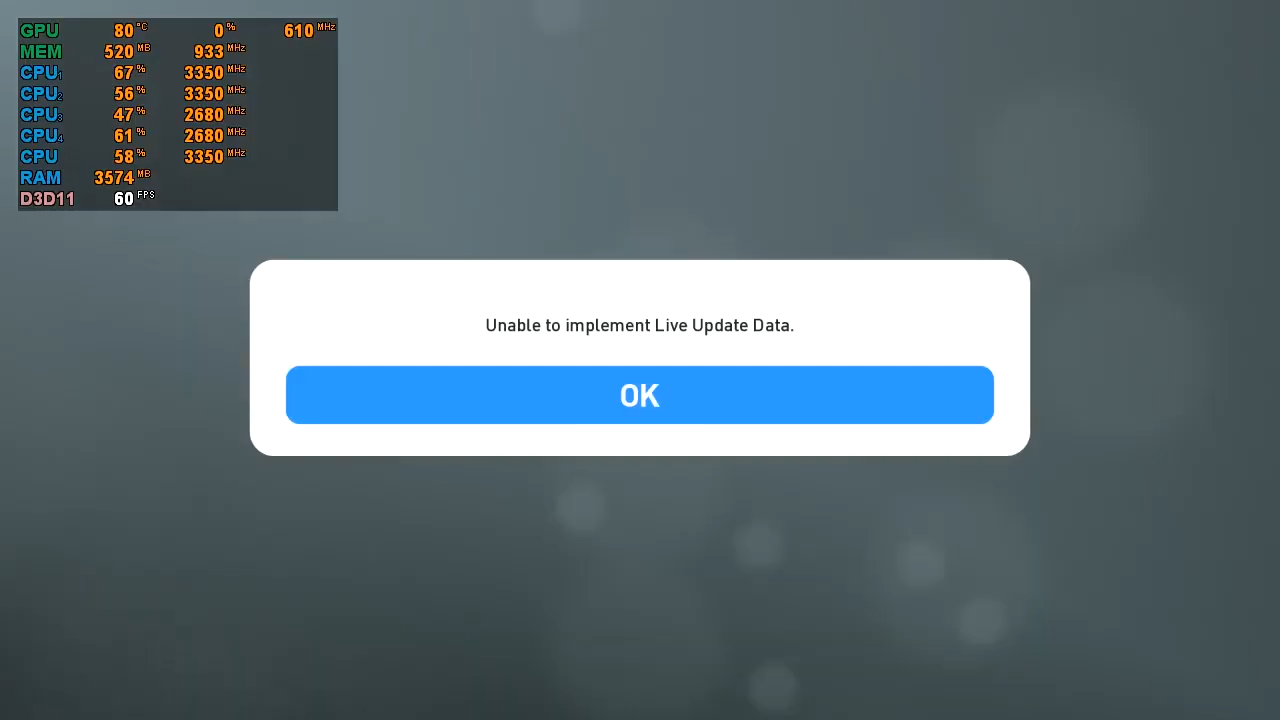 GPU 80 °C 0 % 610 MHz
MEM 520 MB 933 MHz
CPU1 67 % 3350 MHz
CPU2 56 % 3350 MHz
CPU3 47 % 2680 MHz
CPU4 61 % 2680 MHz
CPU 58 % 3350 MHz
RAM 3574 MB
D3D11 60 FPS
Unable to implement Live Update Data.
OK